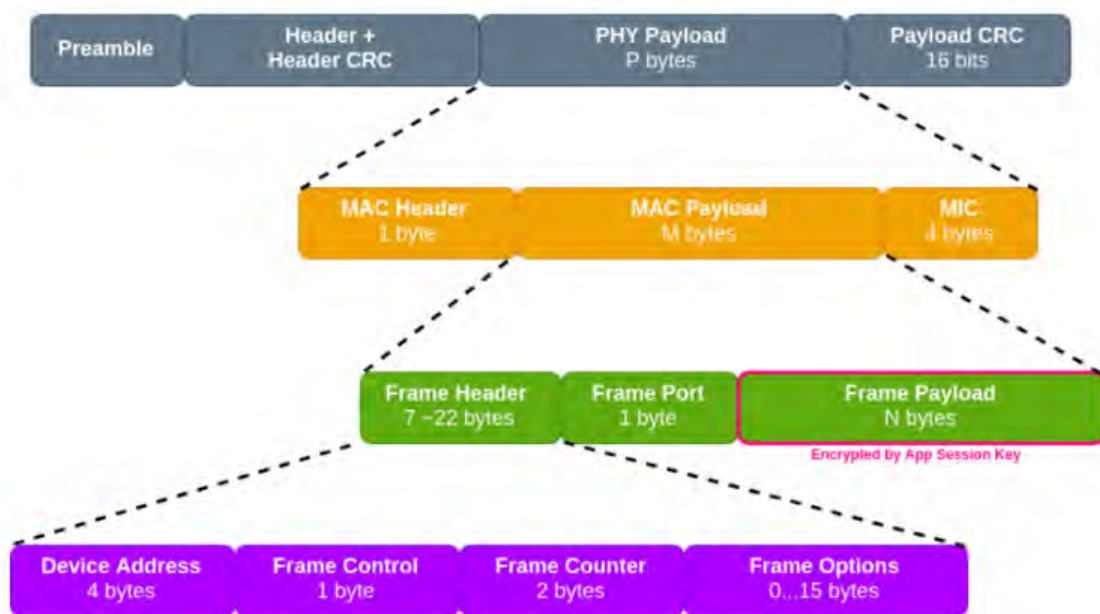 Preamble
Header +
Header CRC
PHY Payload
P bytes
Payload CRC
16 bits
MAC Header
1 byte
MAC Payload
M bytes
MIC
4 bytes
Frame Header
7 ~22 bytes
Frame Port
1 byte
Frame Payload
N bytes
Encrypled by App Session Key
Device Address
4 bytes
Frame Control
1 byte
Frame Counter
2 bytes
Frame Options
0...15 bytes